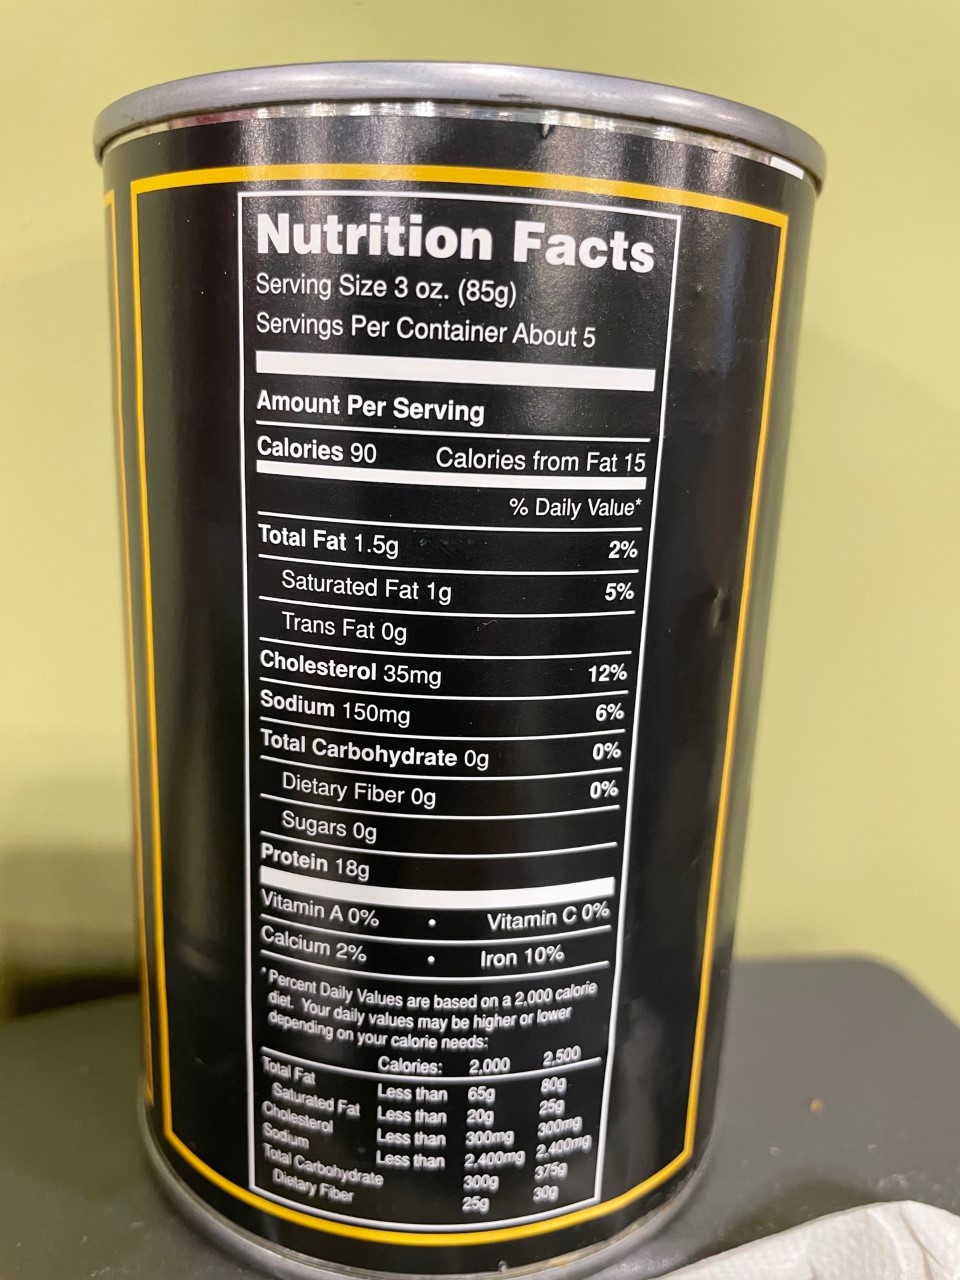 Nutrition Facts
Serving Size 3 oz. (85g)
Servings Per Container About 5
Amount Per Serving
Calories 90 Calories from Fat 15
% Daily Value*
Total Fat 1.5g 2%
Saturated Fat 1g 5%
Trans Fat 0g
Cholesterol 35mg 12%
Sodium 150mg 6%
Total Carbohydrate 0g 0%
Dietary Fiber 0g 0%
Sugars 0g
Protein 18g
Vitamin A 0% • Vitamin C 0%
Calcium 2% • Iron 10%
*Percent Daily Values are based on a 2,000 calorie
diet. Your daily values may be higher or lower
depending on your calorie needs:
Calories: 2,000 2,500
Total Fat Less than 65g 80g
Saturated Fat Less than 20g 25g
Cholesterol Less than 300mg 300mg
Sodium Less than 2,400mg 2,400mg
Total Carbohydrate 300g 375g
Dietary Fiber 25g 30g